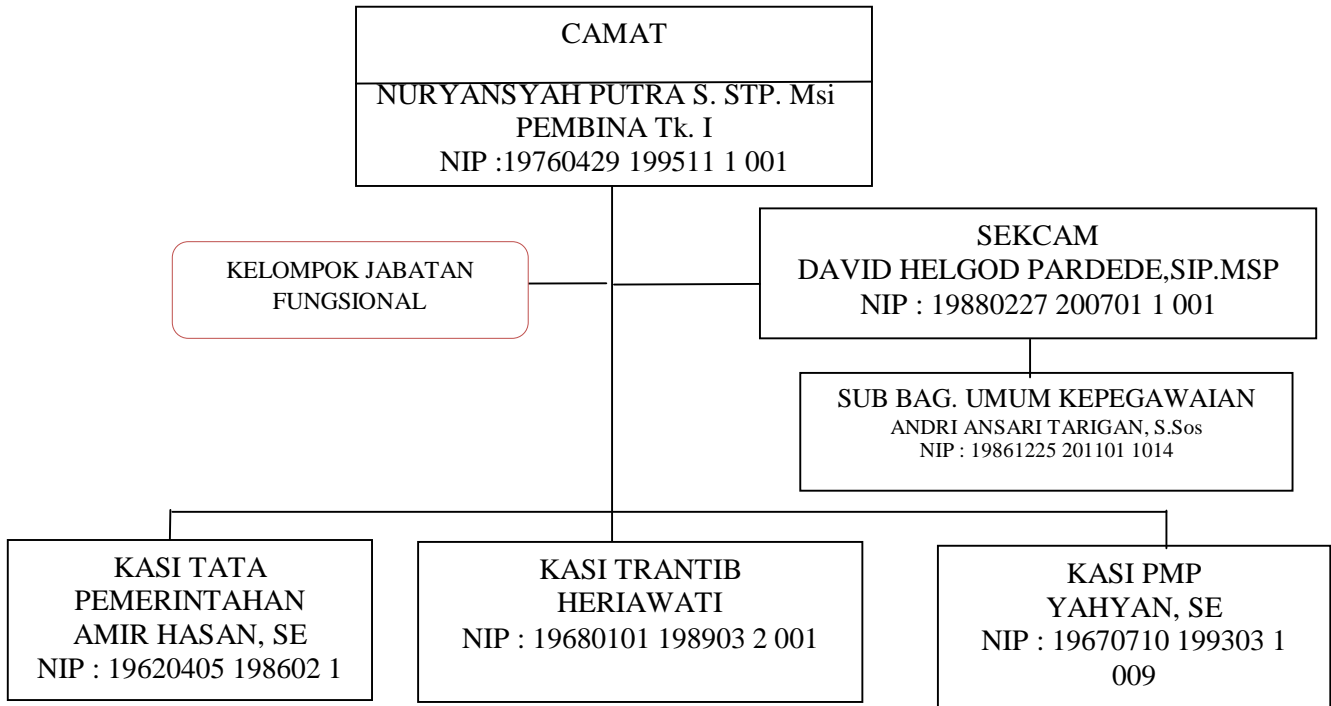 CAMAT
NURYANSYAH PUTRA S. STP. Msi
PEMBINA Tk. I
NIP :19760429 199511 1 001
KELOMPOK JABATAN
FUNGSIONAL
SEKCAM
DAVID HELGOD PARDEDE,SIP.MSP
NIP : 19880227 200701 1 001
SUB BAG. UMUM KEPEGAWAIAN
ANDRI ANSARI TARIGAN, S.Sos
NIP : 19861225 201101 1014
KASI TATA
PEMERINTAHAN
AMIR HASAN, SE
NIP : 19620405 198602 1
KASI TRANTIB
HERIAWATI
NIP : 19680101 198903 2 001
KASI PMP
YAHYAN, SE
NIP : 19670710 199303 1
009